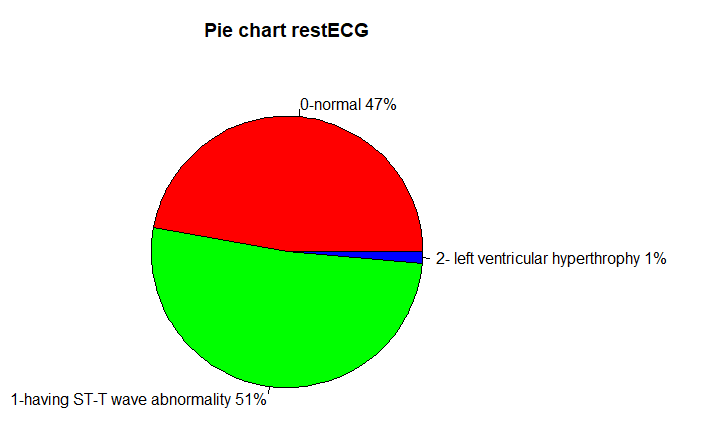 Pie chart restECG
0-normal 47%
2- left ventricular hyperthrophy 1%
1-having ST-T wave abnormality 51%